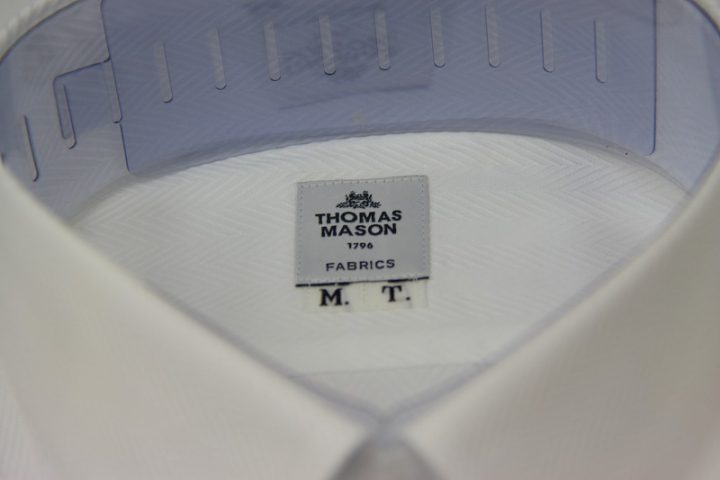 THOMAS
MASON
1796
FABRICS
M. T.